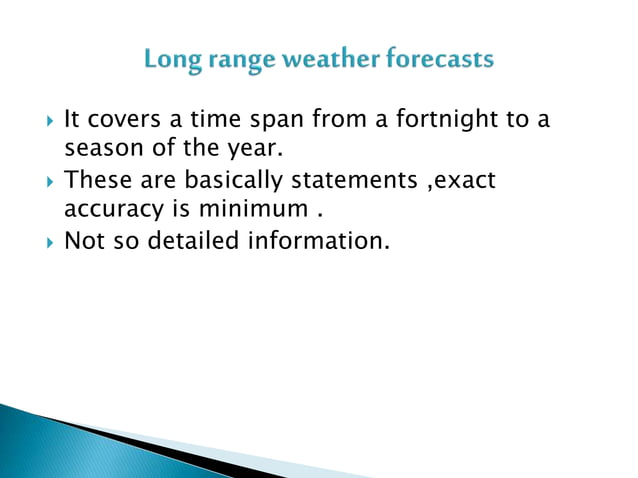 Long range weather forecasts
It covers a time span from a fortnight to a
season of the year.
These are basically statements ,exact
accuracy is minimum .
Not so detailed information.